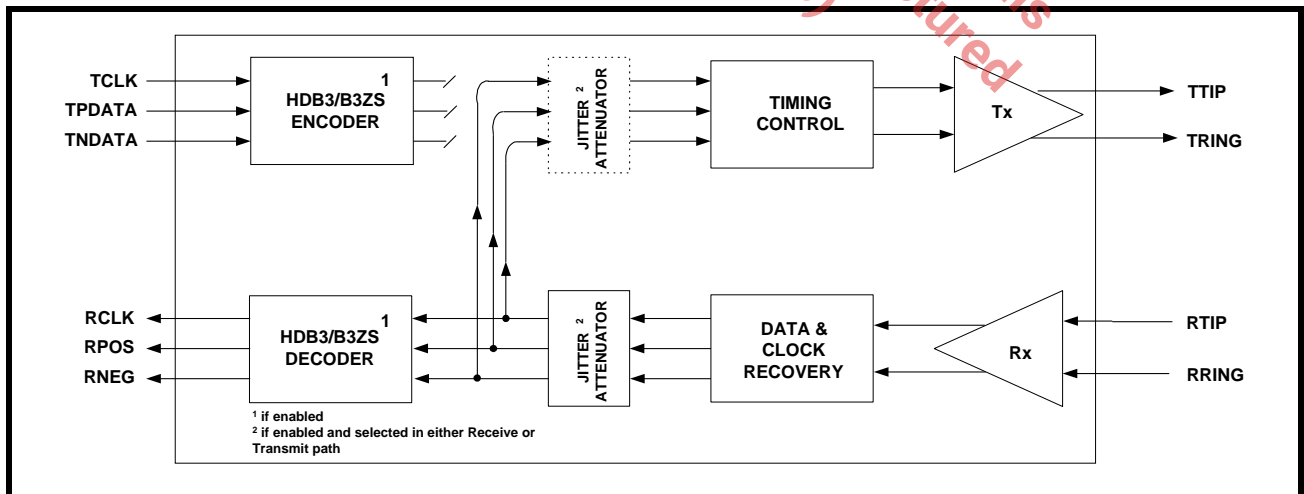 TCLK
TPDATA
TNDATA
HDB3/B3ZS 1
ENCODER
JITTER 2
ATTENUATOR
TIMING
CONTROL
Tx
TTIP
TRING
RCLK
RPOS
RNEG
HDB3/B3ZS 1
DECODER
JITTER 2
ATTENUATOR
DATA &
CLOCK
RECOVERY
Rx
RTIP
RRING
1 if enabled
2 if enabled and selected in either Receive or
Transmit path